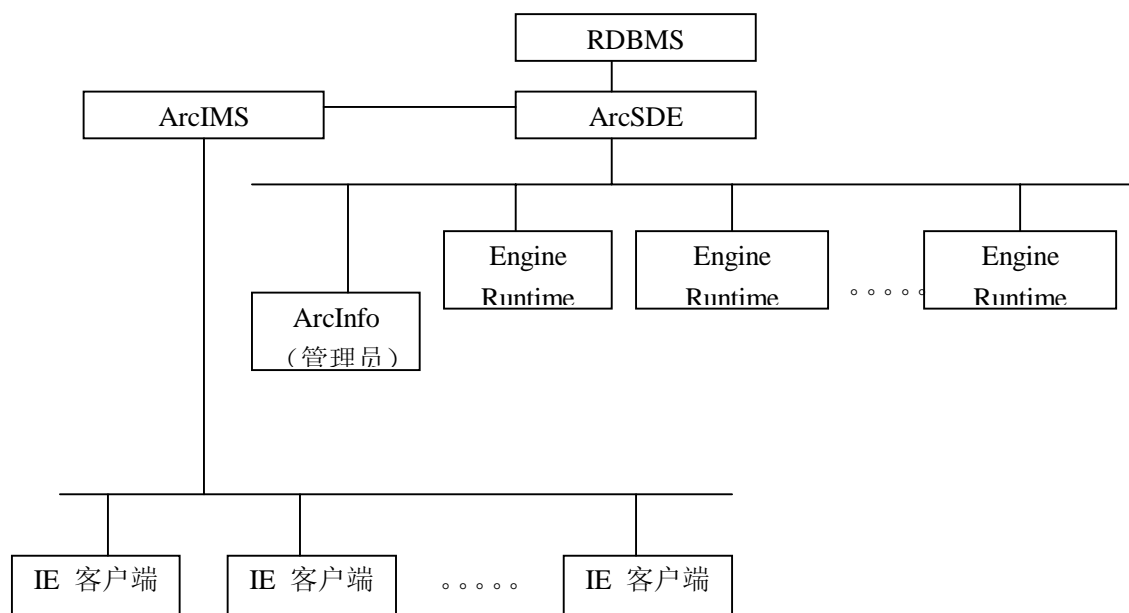 RDBMS
ArcIMS
ArcSDE
Engine
Runtime
Engine
Runtime
。。。。。
Engine
Runtime
ArcInfo
（管理员）
IE 客户端
IE 客户端
。。。。。
IE 客户端